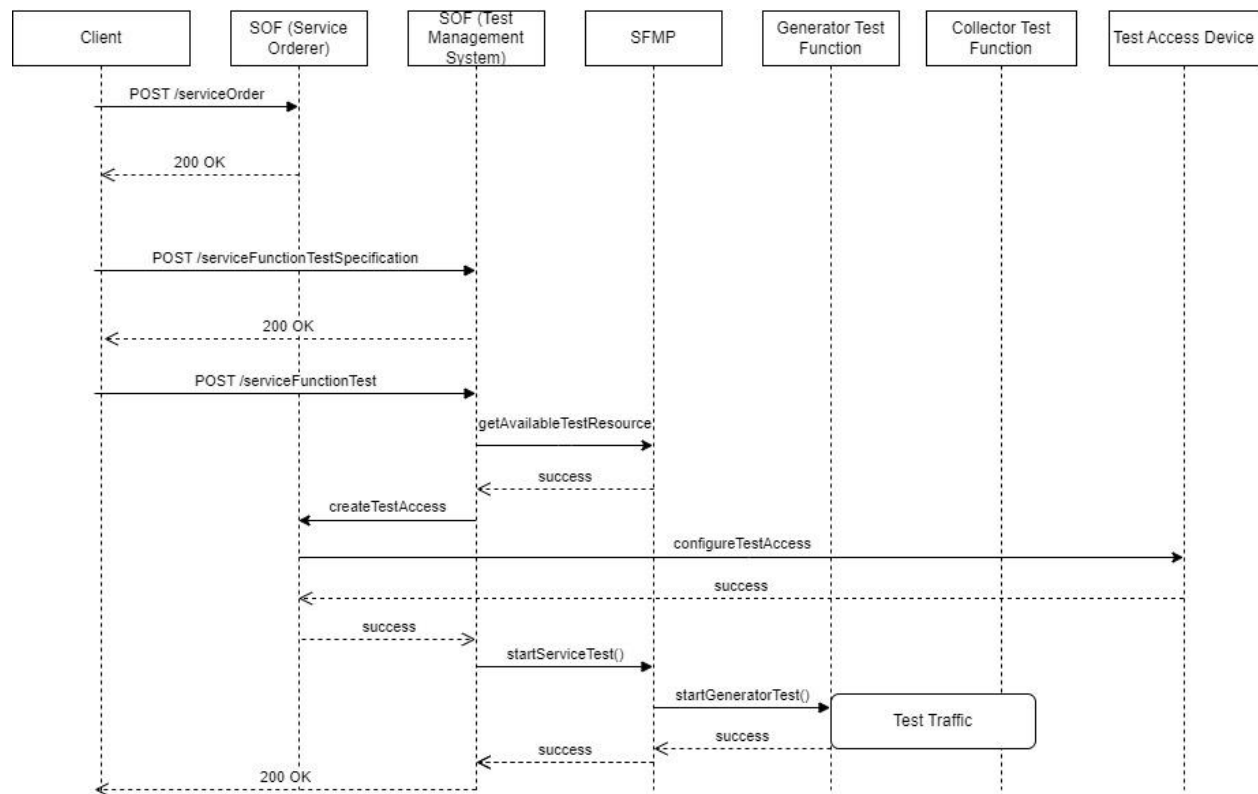 Client
SOF (Service
Orderer)
SOF (Test
Management
System)
SFMP
Generator Test
Function
Collector Test
Function
Test Access Device
POST /serviceOrder
200 OK
POST /serviceFunctionTestSpecification
200 OK
POST /serviceFunctionTest
getAvailableTestResource
success
createTestAccess
configureTestAccess
success
success
startServiceTest()
startGeneratorTest()
Test Traffic
success
success
200 OK